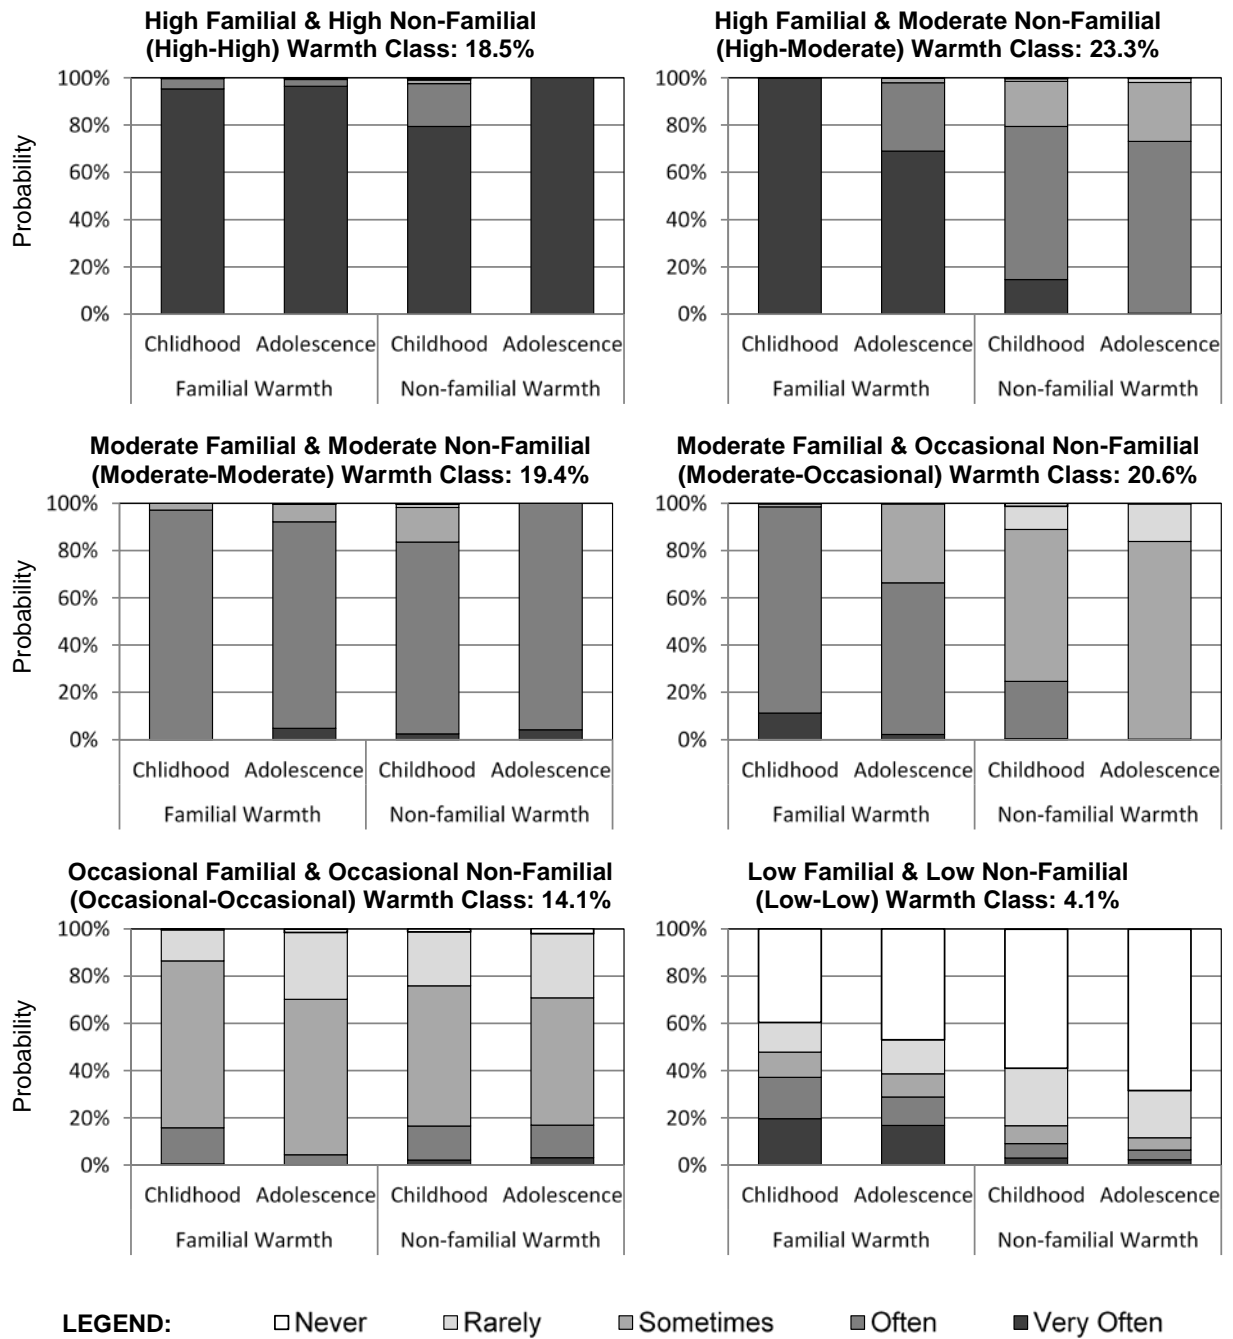 High Familial & High Non-Familial
(High-High) Warmth Class: 18.5%
100%
80%
60%
40%
20%
0%
Probability
Chlidhood Adolescence Childhood Adolescence
Familial Warmth Non-familial Warmth
High Familial & Moderate Non-Familial
(High-Moderate) Warmth Class: 23.3%
100%
80%
60%
40%
20%
0%
Chlidhood Adolescence Childhood Adolescence
Familial Warmth Non-familial Warmth
Moderate Familial & Moderate Non-Familial
(Moderate-Moderate) Warmth Class: 19.4%
100%
80%
60%
40%
20%
0%
Probability
Chlidhood Adolescence Childhood Adolescence
Familial Warmth Non-familial Warmth
Moderate Familial & Occasional Non-Familial
(Moderate-Occasional) Warmth Class: 20.6%
100%
80%
60%
40%
20%
0%
Chlidhood Adolescence Childhood Adolescence
Familial Warmth Non-familial Warmth
Occasional Familial & Occasional Non-Familial
(Occasional-Occasional) Warmth Class: 14.1%
100%
80%
60%
40%
20%
0%
Probability
Chlidhood Adolescence Childhood Adolescence
Familial Warmth Non-familial Warmth
Low Familial & Low Non-Familial
(Low-Low) Warmth Class: 4.1%
100%
80%
60%
40%
20%
0%
Chlidhood Adolescence Childhood Adolescence
Familial Warmth Non-familial Warmth
LEGEND: Never Rarely Sometimes Often Very Often